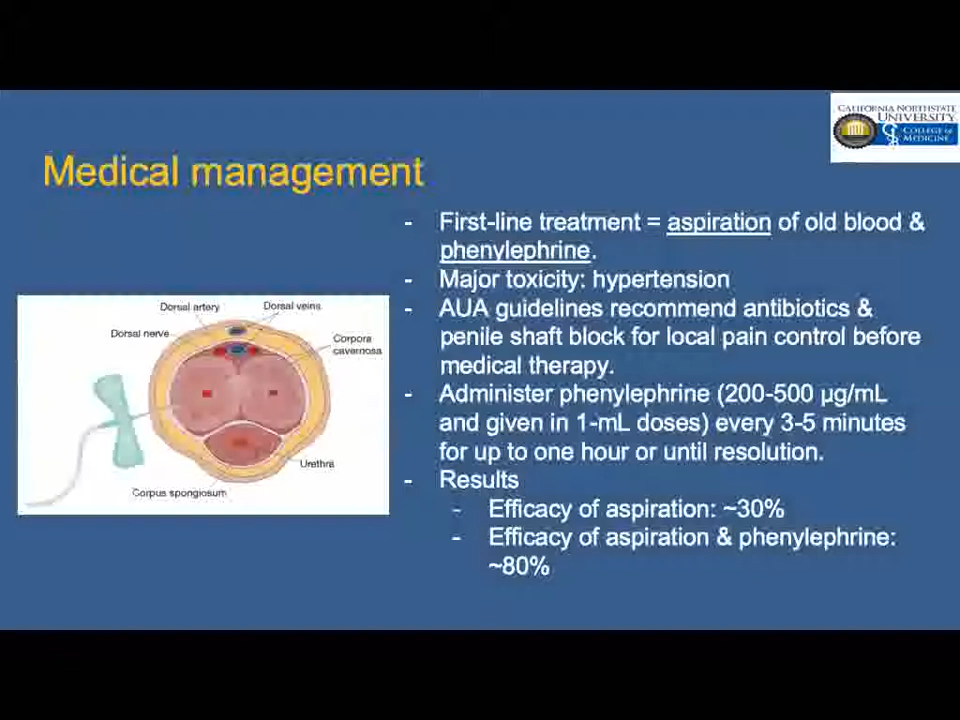 CALIFORNIA NORTHSTATE
UNIVERSITY
COLLEGE OF
MEDICINE
Medical management
- First-line treatment = aspiration of old blood &
phenylephrine.
- Major toxicity: hypertension
- AUA guidelines recommend antibiotics &
penile shaft block for local pain control before
medical therapy.
- Administer phenylephrine (200-500 µg/mL
and given in 1-mL doses) every 3-5 minutes
for up to one hour or until resolution.
- Results
- Efficacy of aspiration: ~30%
- Efficacy of aspiration & phenylephrine:
~80%
Dorsal artery
Dorsal veins
Dorsal nerve
Corpora
cavernosa
Urethra
Corpus spongiosum